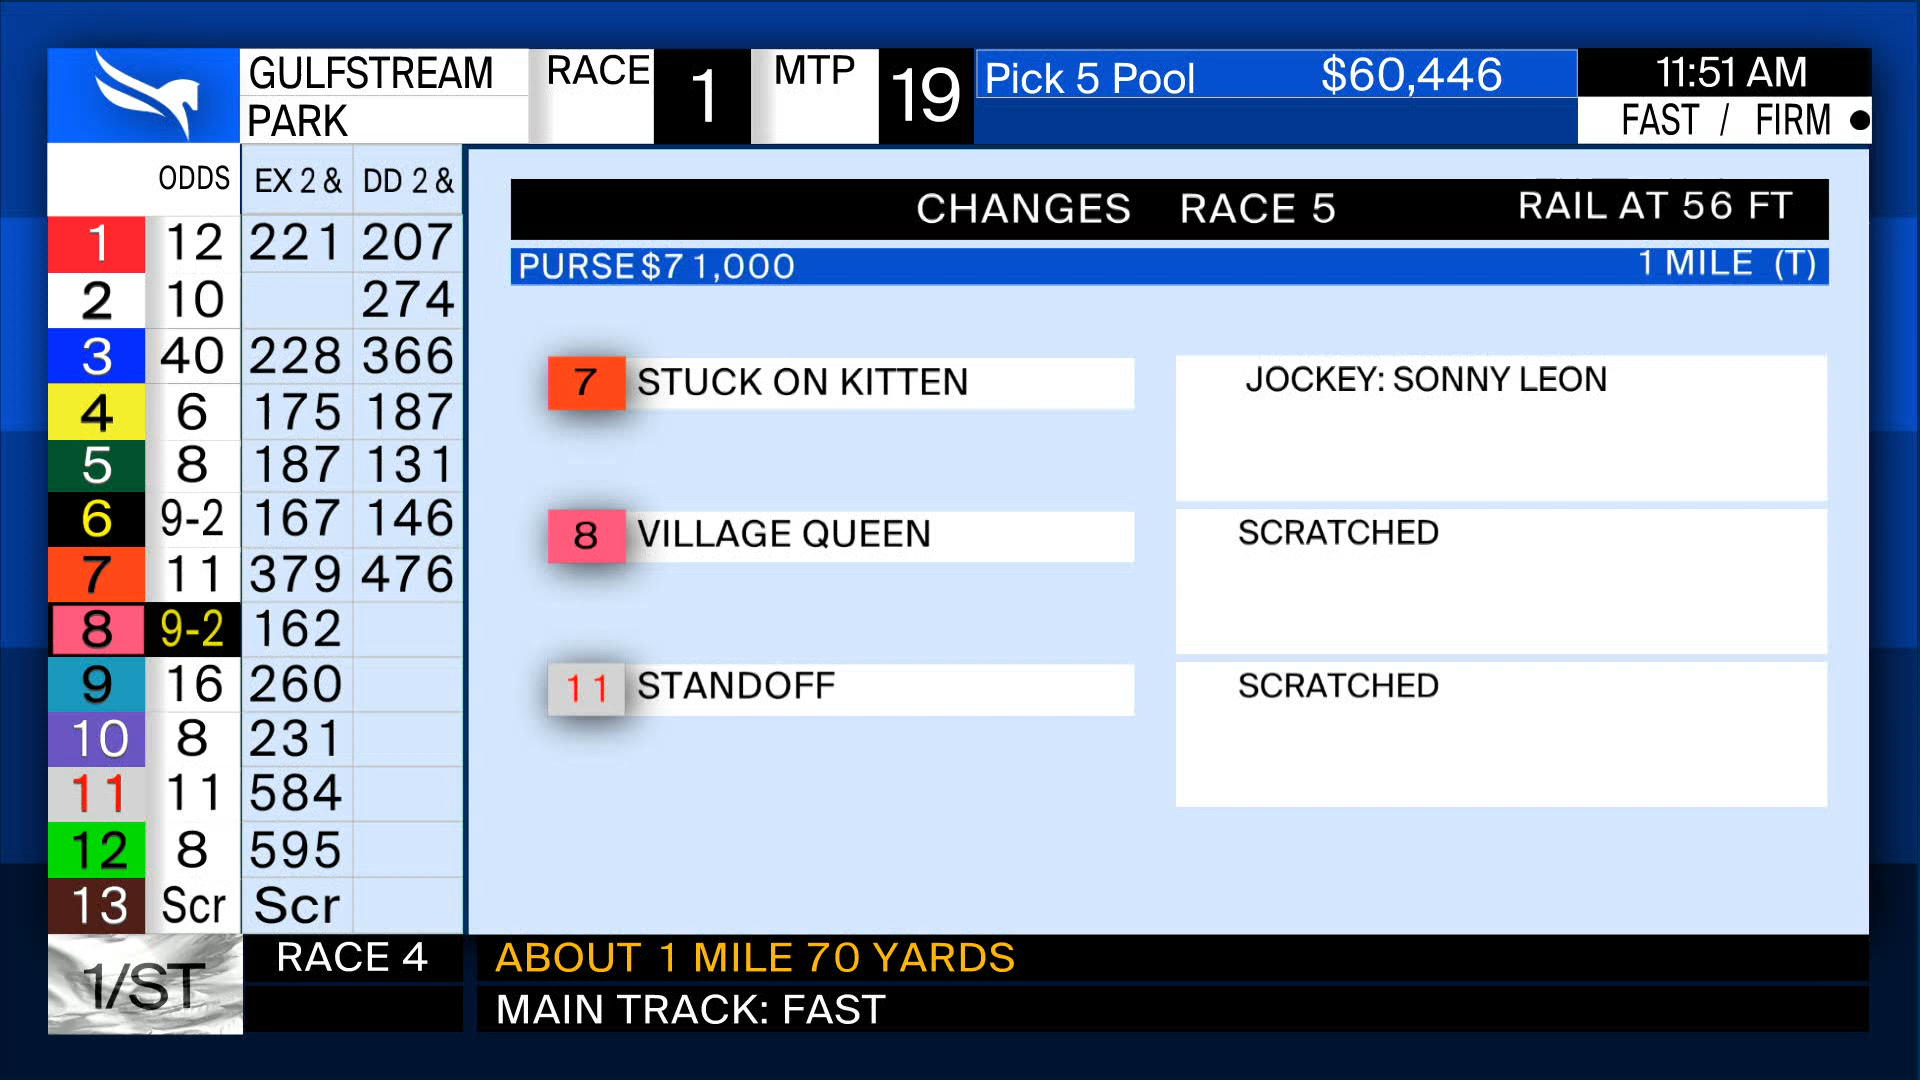 GULFSTREAM PARK RACE 1 MTP 19 Pick 5 Pool $60,446 11:51 AM
FAST / FIRM
ODDS EX 2 & DD 2 &
1 12 221 207
2 10 274
3 40 228 366
4 6 175 187
5 8 187 131
6 9-2 167 146
7 11 379 476
8 9-2 162
9 16 260
10 8 231
11 11 584
12 8 595
13 Scr Scr
CHANGES RACE 5 RAIL AT 56 FT
PURSE $71,000 1 MILE (T)
7 STUCK ON KITTEN JOCKEY: SONNY LEON
8 VILLAGE QUEEN SCRATCHED
11 STANDOFF SCRATCHED
1/ST
RACE 4 ABOUT 1 MILE 70 YARDS
MAIN TRACK: FAST